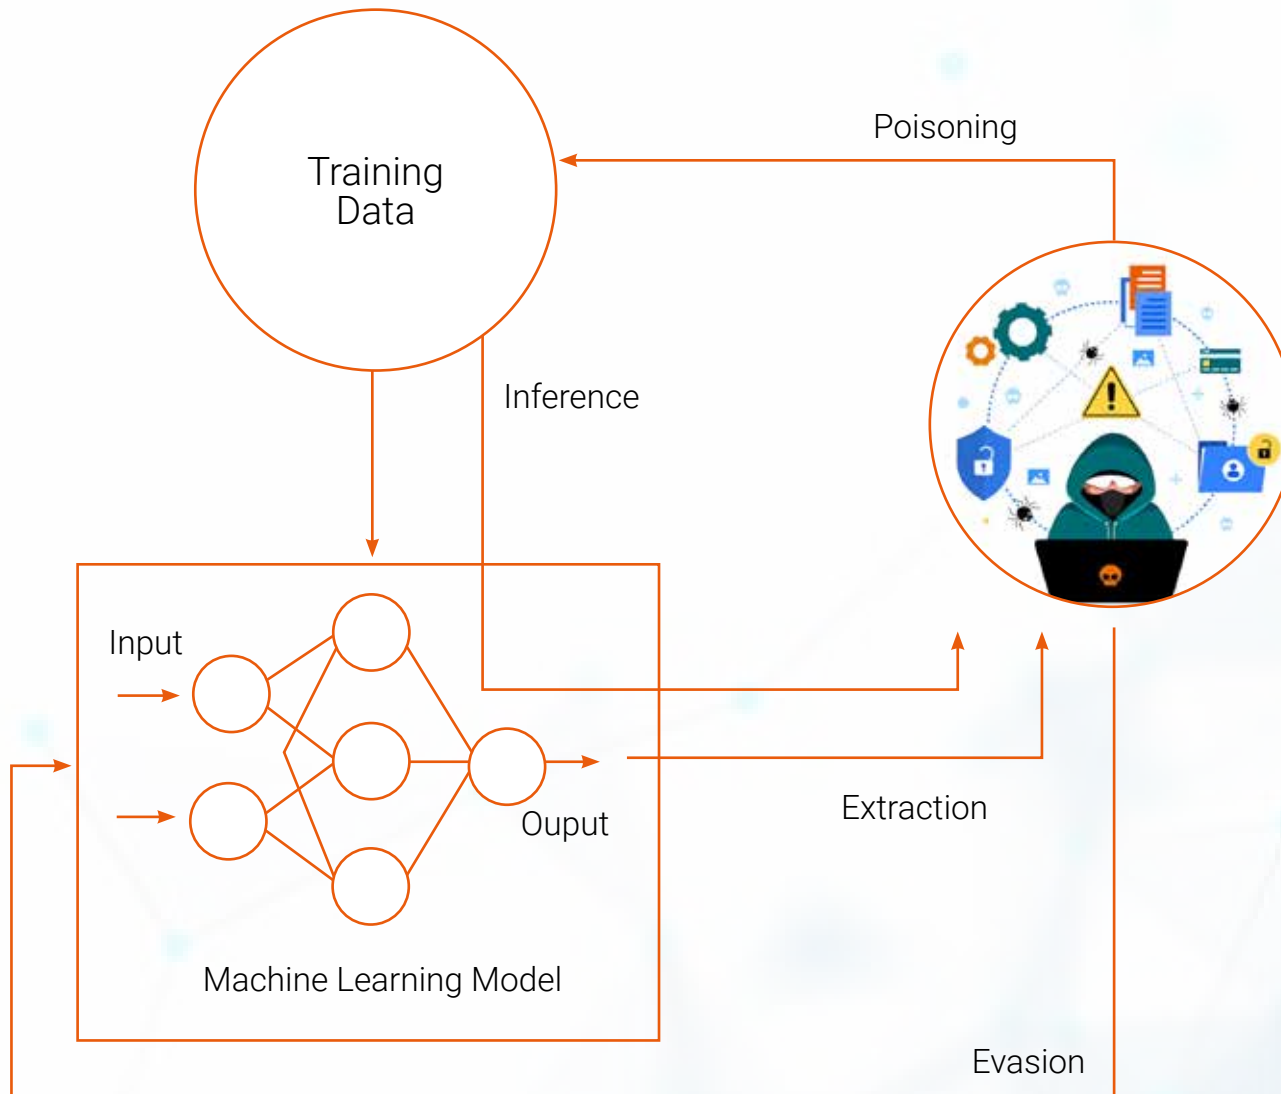 Poisoning
Training
Data
Inference
Input
Ouput
Extraction
Machine Learning Model
Evasion